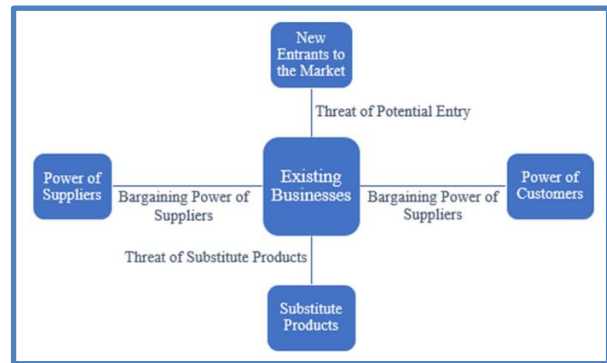 New
Entrants to
the Market
Threat of Potential Entry
Power of
Suppliers
Bargaining Power of
Suppliers
Existing
Businesses
Bargaining Power of
Suppliers
Power of
Customers
Threat of Substitute Products
Substitute
Products